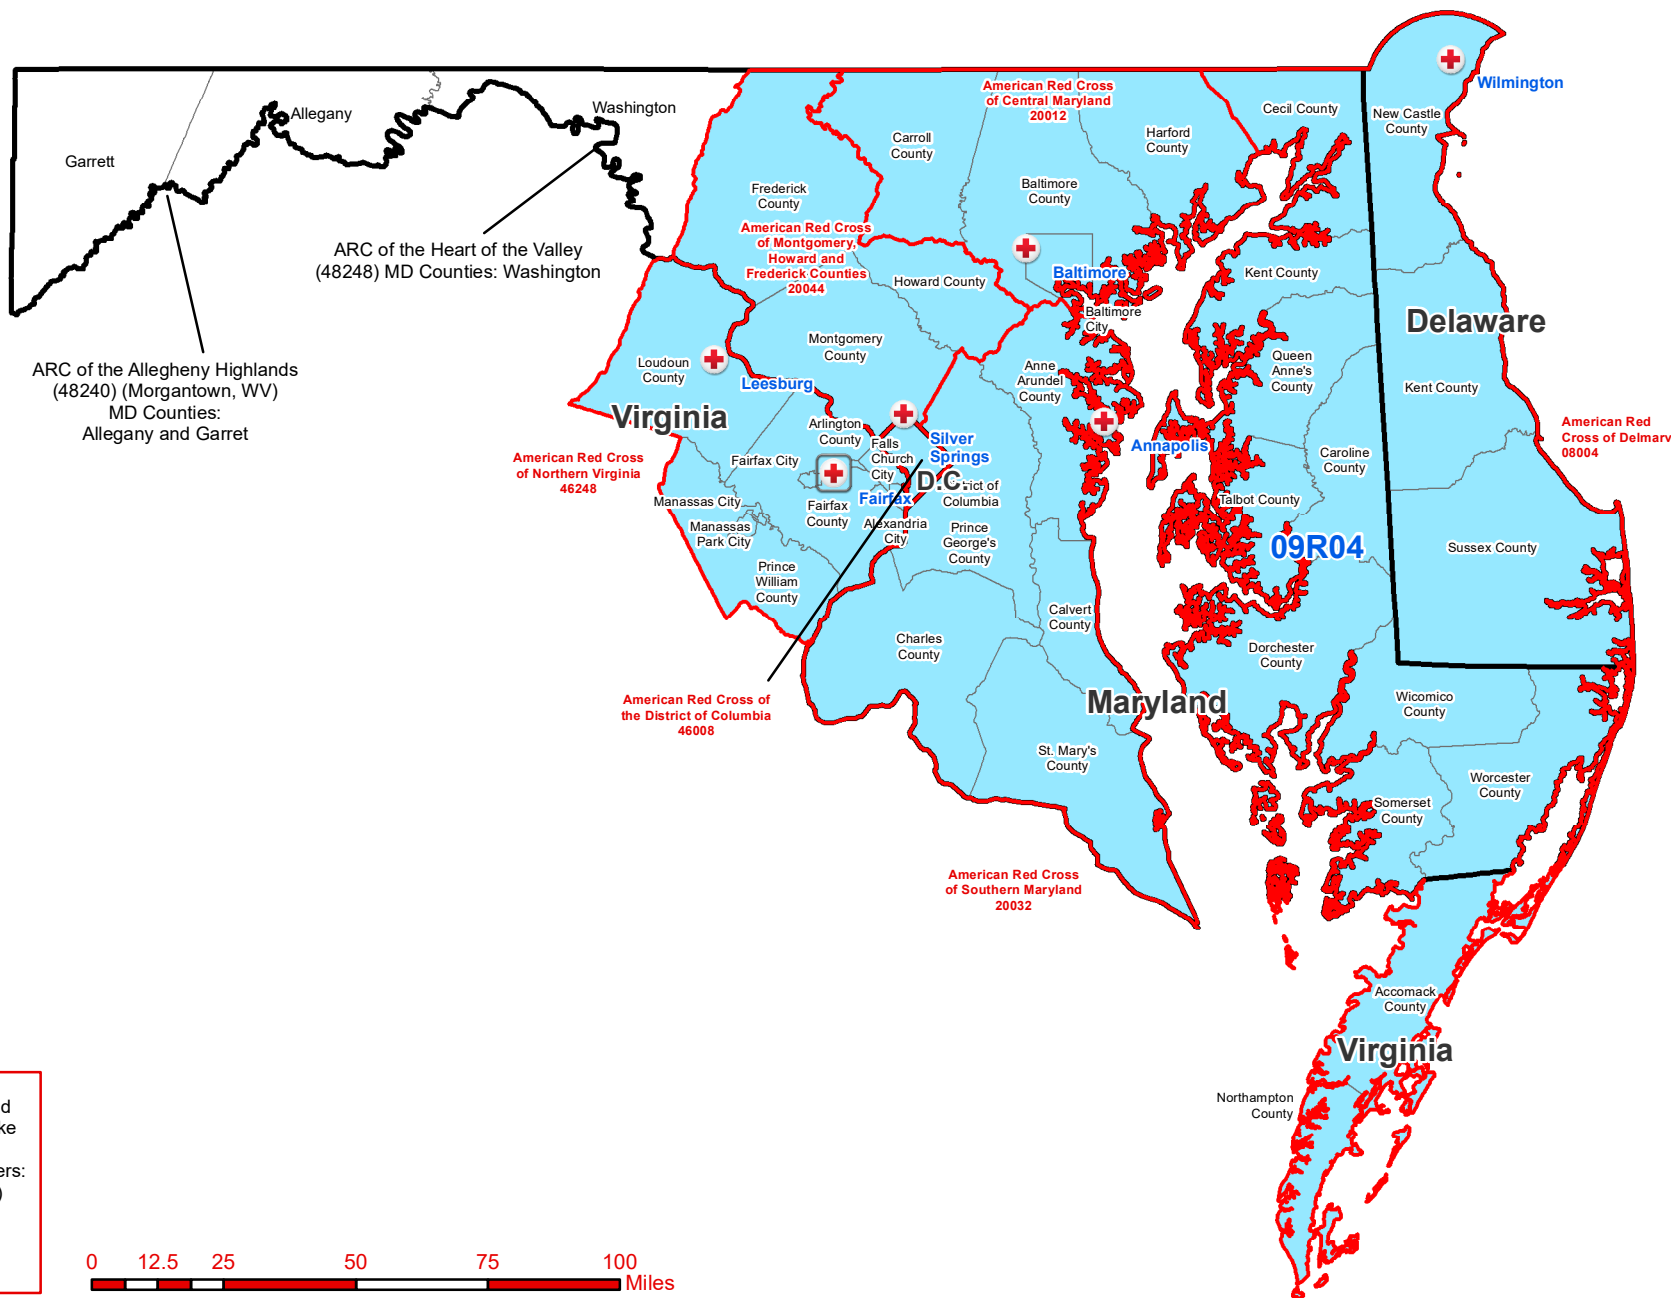 Wilmington
American Red Cross
of Central Maryland
20012
Cecil County
New Castle
County
Washington
Allegany
Garrett
Carroll
County
Harford
County
Baltimore
County
Frederick
County
American Red Cross
of Montgomery,
Howard and
Frederick Counties
20044
ARC of the Heart of the Valley
(48248) MD Counties: Washington
Howard County
Baltimore
Baltimore
City
Kent County
Delaware
Montgomery
County
Loudoun
County
Leesburg
Anne
Arundel
County
Queen
Anne's
County
Kent County
ARC of the Allegheny Highlands
(48240) (Morgantown, WV)
MD Counties:
Allegany and Garret
Virginia
Arlington
County
Falls
Church
City
Silver
Springs
Annapolis
American Red
Cross of Delmarv
08004
American Red Cross
of Northern Virginia
46248
Fairfax City
Caroline
County
D.C.
District of
Columbia
Fairfax
Manassas City
Fairfax
County
Talbot County
Manassas
Park City
Alexandria
City
Prince
George's
County
09R04
Sussex County
Prince
William
County
Calvert
County
Charles
County
Dorchester
County
American Red Cross of
the District of Columbia
46008
Maryland
Wicomico
County
St. Mary's
County
Worcester
County
Somerset
County
American Red Cross
of Southern Maryland
20032
Accomack
County
Virginia
Northampton
County
d
ke
ers:
)
0 12.5 25 50 75 100
Miles